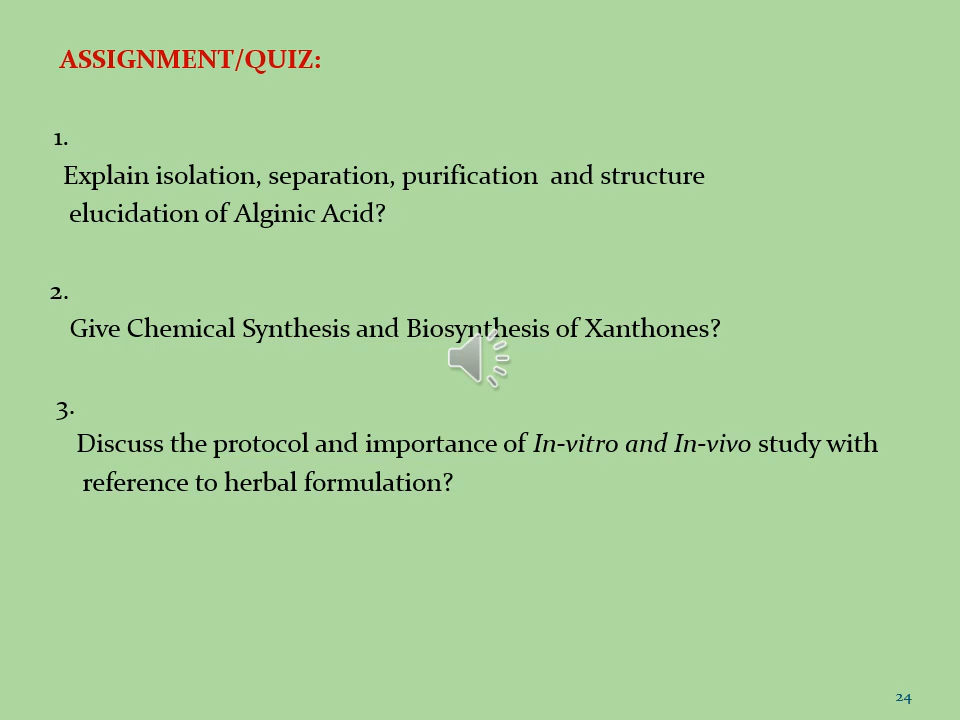 ASSIGNMENT/QUIZ:
1.
Explain isolation, separation, purification and structure
elucidation of Alginic Acid?
2.
Give Chemical Synthesis and Biosynthesis of Xanthones?
3.
Discuss the protocol and importance of In-vitro and In-vivo study with
reference to herbal formulation?
24